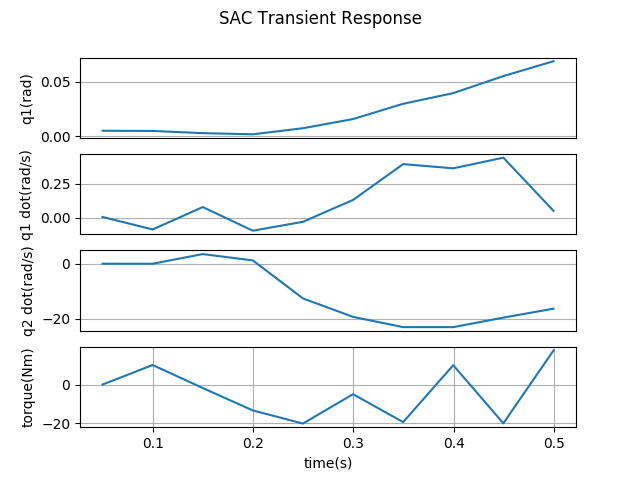 SAC Transient Response
q1(rad)
0.05
0.00
q1 dot(rad/s)
0.25
0.00
q2 dot(rad/s)
0
−20
torque(Nm)
0
−20
0.1 0.2 0.3 0.4 0.5
time(s)